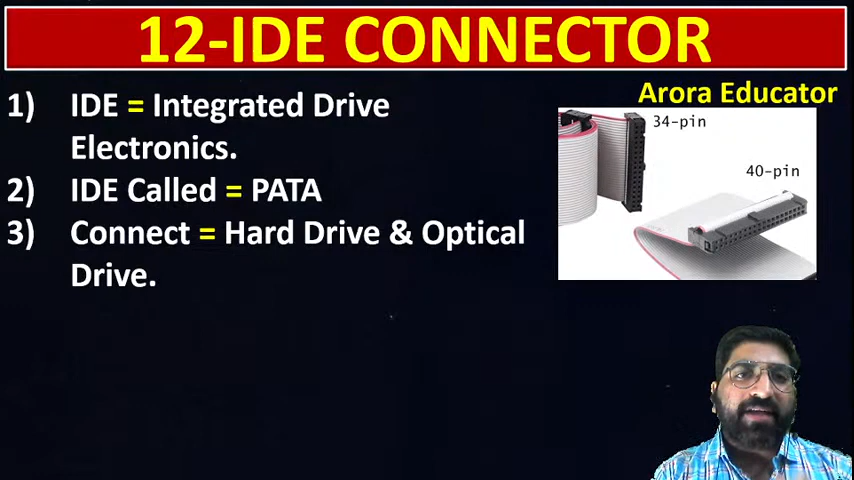 12-IDE CONNECTOR
Arora Educator
1) IDE = Integrated Drive
Electronics.
2) IDE Called = PATA
3) Connect = Hard Drive & Optical
Drive.
34-pin
40-pin